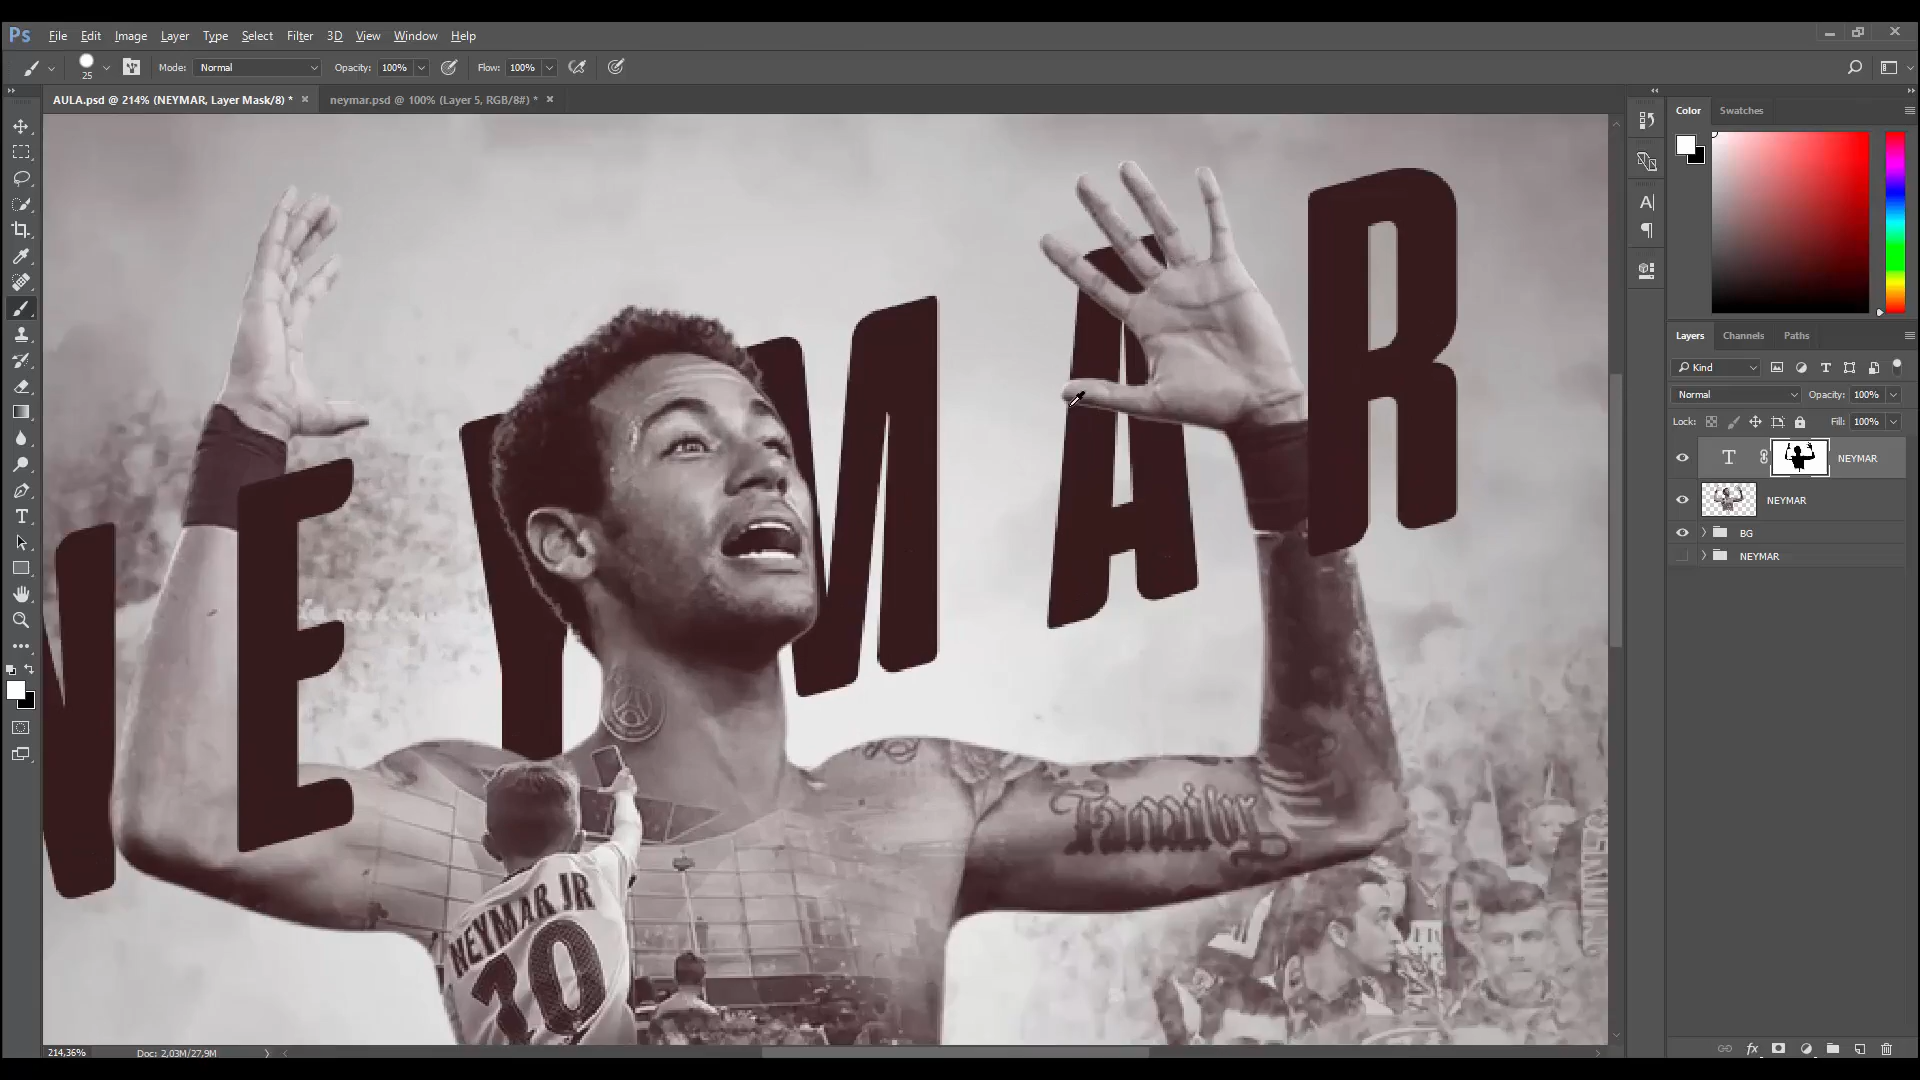 Ps File Edit Image Layer Type Select Filter 3D View Window Help
25 Mode: Normal Opacity: 100% Flow: 100%
AULA.psd @ 214% (NEYMAR, Layer Mask/8) * × neymar.psd @ 100% (Layer 5, RGB/8#) * ×
Color Swatches
Layers Channels Paths
Kind
Normal Opacity: 100%
Lock: Fill: 100%
NEYMAR
NEYMAR
BG
NEYMAR
NEYMAR
Family
NEYMAR JR
10
214,36% Doc: 2,03M/27,9M